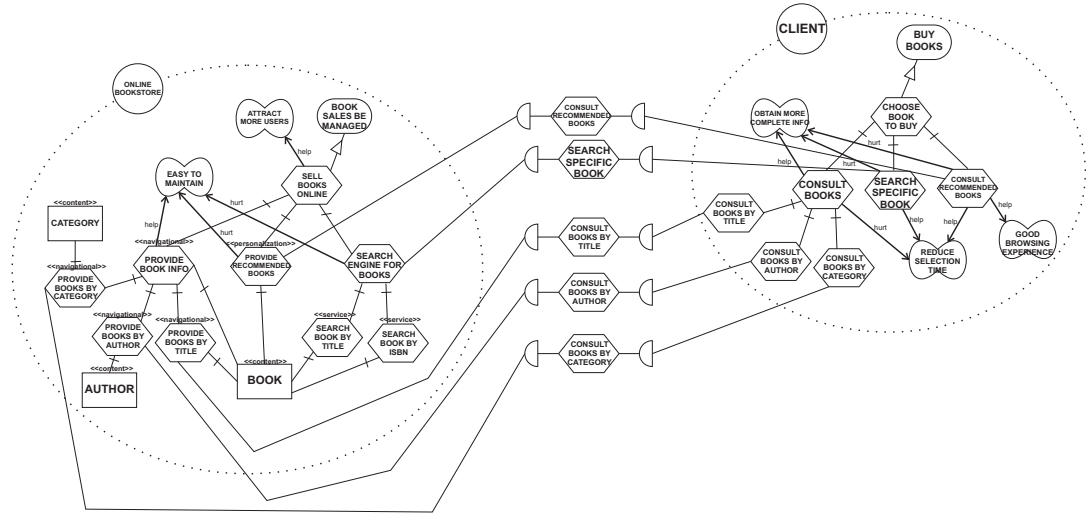 ONLINE
BOOKSTORE
ATTRACT
MORE USERS
BOOK
SALES BE
MANAGED
help
SELL
BOOKS
ONLINE
EASY TO
MAINTAIN
hurt
help
hurt
<<content>>
CATEGORY
<<navigational>>
PROVIDE
BOOK INFO
<<personalization>>
PROVIDE
RECOMMENDED
BOOKS
SEARCH
ENGINE FOR
BOOKS
<<navigational>>
PROVIDE
BOOKS BY
CATEGORY
<<navigational>>
PROVIDE
BOOKS BY
AUTHOR
<<navigational>>
PROVIDE
BOOKS BY
TITLE
<<service>>
SEARCH
BOOK BY
TITLE
<<service>>
SEARCH
BOOK BY
ISBN
<<content>>
AUTHOR
<<content>>
BOOK
CONSULT
RECOMMENDED
BOOKS
SEARCH
SPECIFIC
BOOK
CONSULT
BOOKS BY
TITLE
CONSULT
BOOKS BY
AUTHOR
CONSULT
BOOKS BY
CATEGORY
CLIENT
BUY
BOOKS
OBTAIN MORE
COMPLETE INFO
CHOOSE
BOOK
TO BUY
hurt
help
hurt
CONSULT
BOOKS
SEARCH
SPECIFIC
BOOK
CONSULT
RECOMMENDED
BOOKS
CONSULT
BOOKS BY
TITLE
CONSULT
BOOKS BY
AUTHOR
CONSULT
BOOKS BY
CATEGORY
hurt
help
help
help
REDUCE
SELECTION
TIME
GOOD
BROWSING
EXPERIENCE